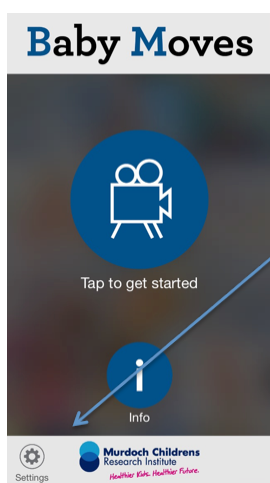 Baby Moves
Tap to get started
i
Info
Settings
Murdoch Childrens
Research Institute
Healthier Kids. Healthier Future.